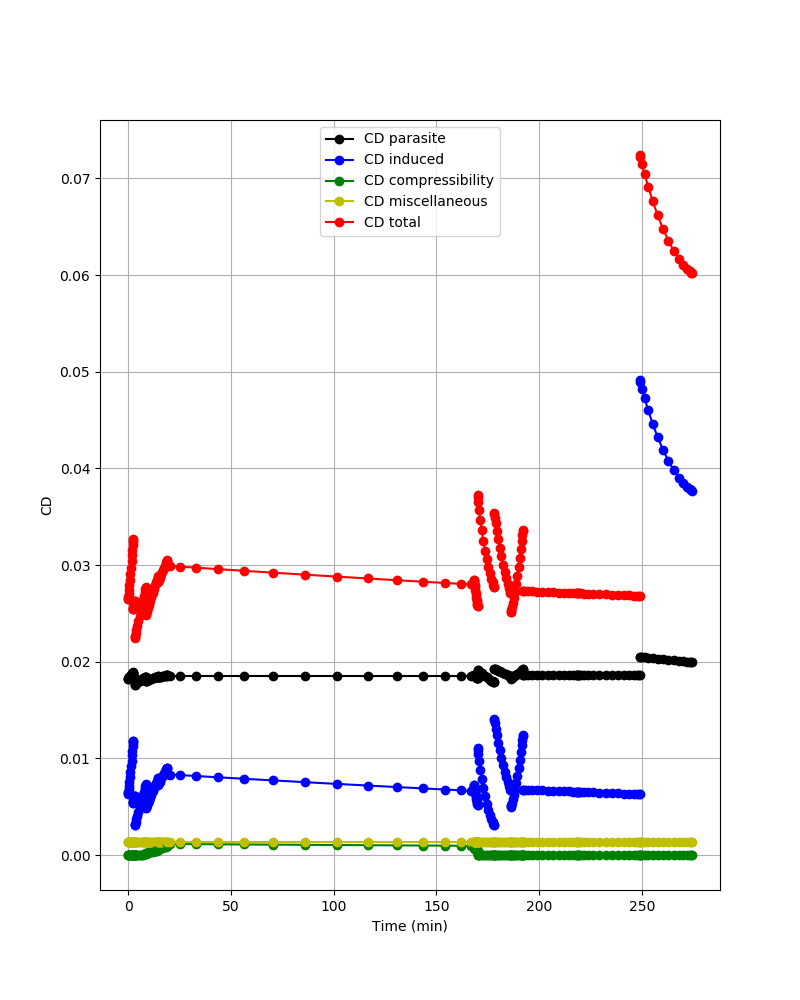 CD parasite
CD induced
CD compressibility
CD miscellaneous
CD total
0.07
0.06
0.05
0.04
0.03
0.02
0.01
0.00
CD
0 50 100 150 200 250
Time (min)